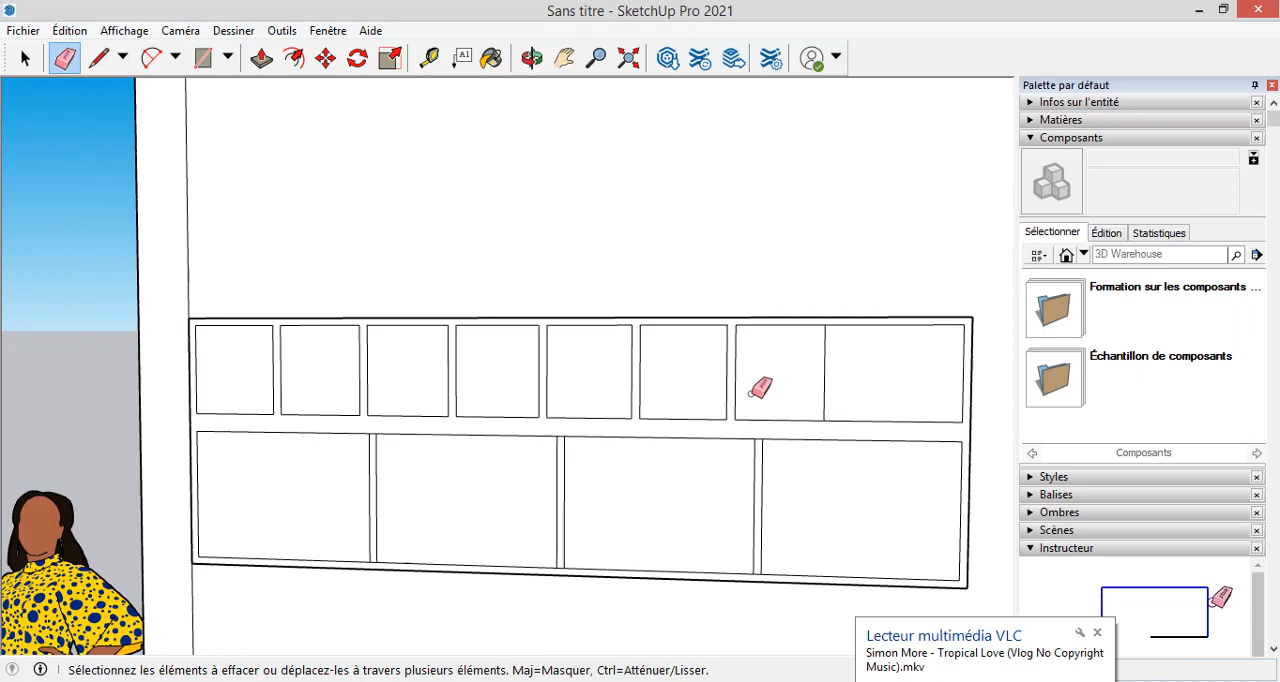 Sans titre - SketchUp Pro 2021
Fichier Édition Affichage Caméra Dessiner Outils Fenêtre Aide
A1
Palette par défaut
Infos sur l'entité
Matières
Composants
Sélectionner Édition Statistiques
3D Warehouse
Formation sur les composants ...
Échantillon de composants
Composants
Styles
Balises
Ombres
Scènes
Instructeur
Lecteur multimédia VLC
Simon More - Tropical Love (Vlog No Copyright
Music).mkv
Sélectionnez les éléments à effacer ou déplacez-les à travers plusieurs éléments. Maj=Masquer, Ctrl=Atténuer/Lisser.